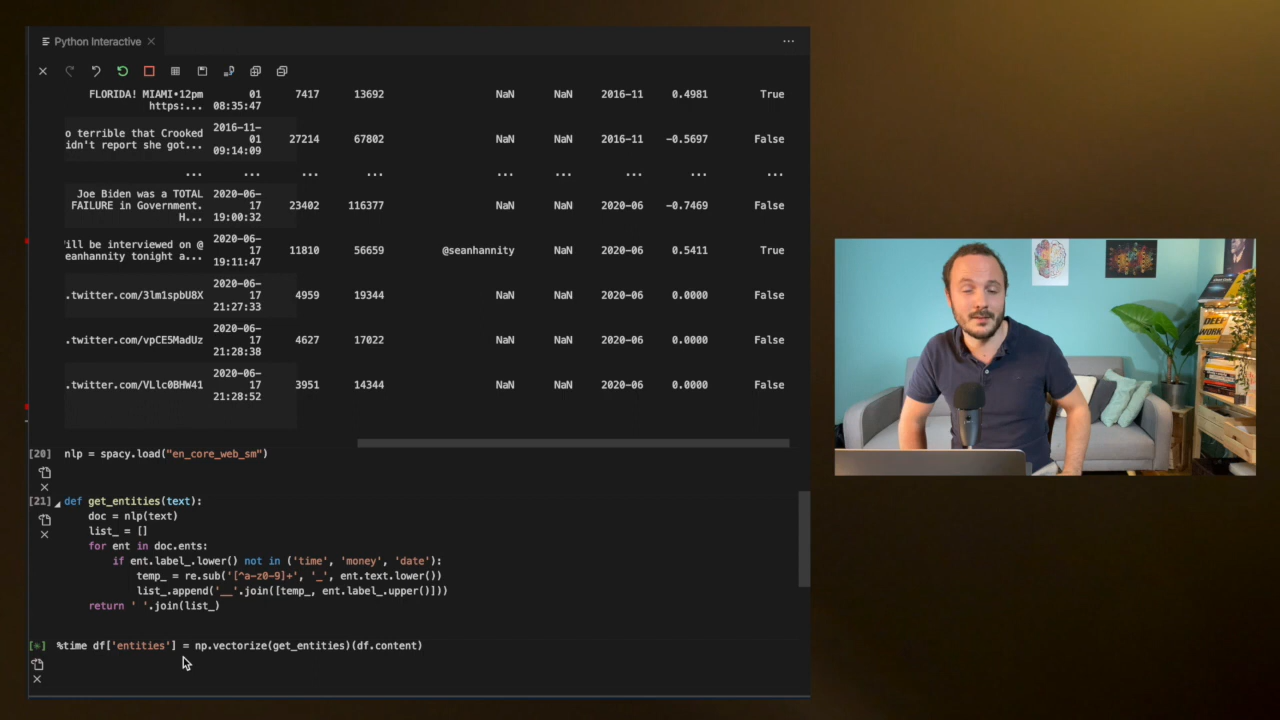 Python Interactive
FLORIDA! MIAMI•12pm 01 7417 13692 NaN NaN 2016-11 0.4981 True
https:... 08:35:47
2016-11-
o terrible that Crooked 01 27214 67802 NaN NaN 2016-11 -0.5697 False
idn't report she got... 09:14:09
... ... ... ... ... ... ... ... ...
Joe Biden was a TOTAL 2020-06-
FAILURE in Government. 17 23402 116377 NaN NaN 2020-06 -0.7469 False
H... 19:00:32
2020-06-
ill be interviewed on @ 17 11810 56659 @seanhannity NaN 2020-06 0.5411 True
eanhannity tonight a... 19:11:47
2020-06-
.twitter.com/3lm1spbU8X 17 4959 19344 NaN NaN 2020-06 0.0000 False
21:27:33
2020-06-
.twitter.com/vpCE5MadUz 17 4627 17022 NaN NaN 2020-06 0.0000 False
21:28:38
2020-06-
.twitter.com/VLlc0BHW41 17 3951 14344 NaN NaN 2020-06 0.0000 False
21:28:52
[20] nlp = spacy.load("en_core_web_sm")
[21] def get_entities(text):
doc = nlp(text)
list_ = []
for ent in doc.ents:
if ent.label_.lower() not in ('time', 'money', 'date'):
temp_ = re.sub('[^a-z0-9]+', '_', ent.text.lower())
list_.append('__'.join([temp_, ent.label_.upper()]))
return ' '.join(list_)
[*] %time df['entities'] = np.vectorize(get_entities)(df.content)
DEEP
WORK